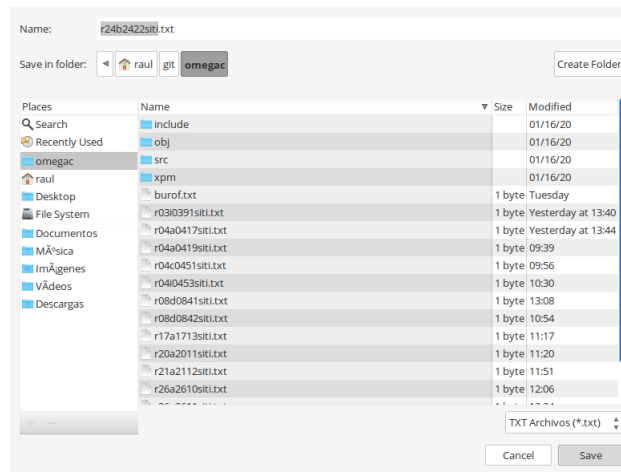 Name: r24b2422siti.txt
Save in folder: raul git omegac Create Folder
Places Name Size Modified
Search include 01/16/20
Recently Used obj 01/16/20
omegac src 01/16/20
raul xpm 01/16/20
Desktop burof.txt 1 byte Tuesday
File System r03i0391siti.txt 1 byte Yesterday at 13:40
Documentos r04a0417siti.txt 1 byte Yesterday at 13:44
MÃºsica r04a0419siti.txt 1 byte 09:39
ImÃ¡genes r04c0451siti.txt 1 byte 09:56
VÃ­deos r04i0453siti.txt 1 byte 10:30
Descargas r08d0841siti.txt 1 byte 13:08
r08d0842siti.txt 1 byte 10:54
r17a1713siti.txt 1 byte 11:17
r20a2011siti.txt 1 byte 11:20
r21a2112siti.txt 1 byte 11:51
r26a2610siti.txt 1 byte 12:06
TXT Archivos (*.txt)
Cancel Save